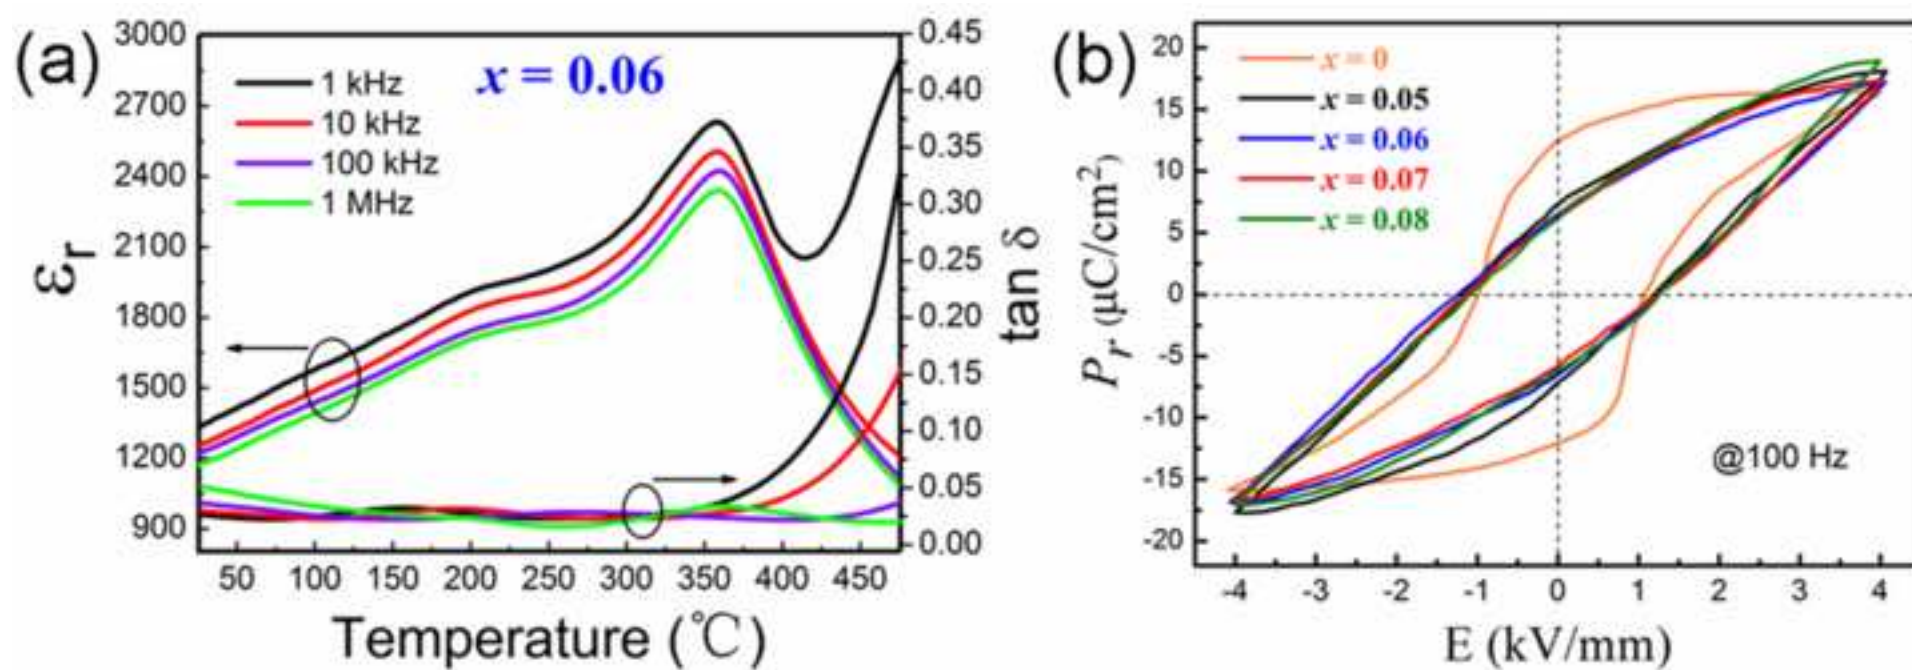 (a)
x = 0.06
1 kHz
10 kHz
100 kHz
1 MHz
3000
2700
2400
2100
1800
1500
1200
900
εr
0.45
0.40
0.35
0.30
0.25
0.20
0.15
0.10
0.05
0.00
tan δ
50 100 150 200 250 300 350 400 450
Temperature (℃)
(b)
x = 0
x = 0.05
x = 0.06
x = 0.07
x = 0.08
20
15
10
5
0
-5
-10
-15
-20
Pr (μC/cm²)
@100 Hz
-4 -3 -2 -1 0 1 2 3 4
E (kV/mm)